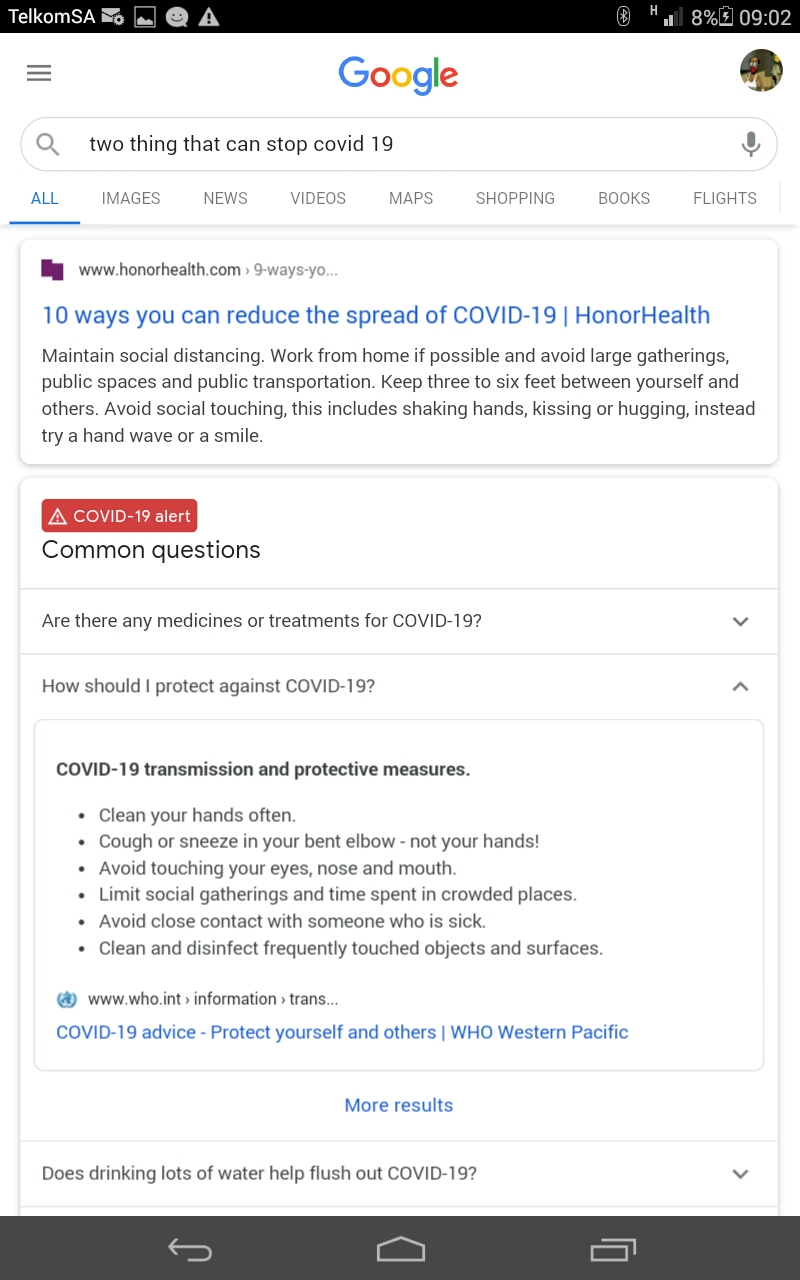 TelkomSA H 8% 09:02
Google
two thing that can stop covid 19
ALL IMAGES NEWS VIDEOS MAPS SHOPPING BOOKS FLIGHTS
www.honorhealth.com › 9-ways-yo...
10 ways you can reduce the spread of COVID-19 | HonorHealth
Maintain social distancing. Work from home if possible and avoid large gatherings,
public spaces and public transportation. Keep three to six feet between yourself and
others. Avoid social touching, this includes shaking hands, kissing or hugging, instead
try a hand wave or a smile.
COVID-19 alert
Common questions
Are there any medicines or treatments for COVID-19?
How should I protect against COVID-19?
COVID-19 transmission and protective measures.
• Clean your hands often.
• Cough or sneeze in your bent elbow - not your hands!
• Avoid touching your eyes, nose and mouth.
• Limit social gatherings and time spent in crowded places.
• Avoid close contact with someone who is sick.
• Clean and disinfect frequently touched objects and surfaces.
www.who.int › information › trans...
COVID-19 advice - Protect yourself and others | WHO Western Pacific
More results
Does drinking lots of water help flush out COVID-19?